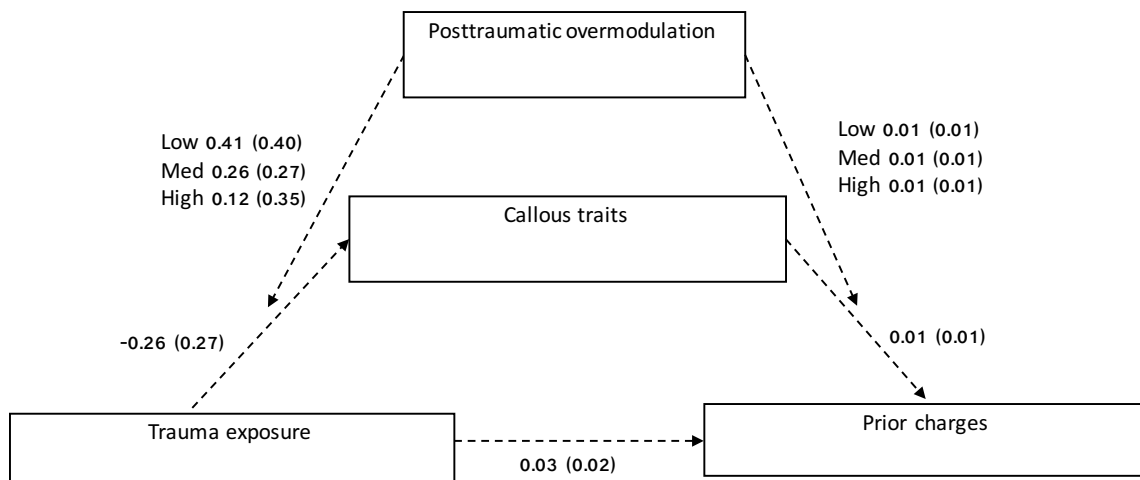 Posttraumatic overmodulation
Low 0.41 (0.40)
Med 0.26 (0.27)
High 0.12 (0.35)
Low 0.01 (0.01)
Med 0.01 (0.01)
High 0.01 (0.01)
Callous traits
-0.26 (0.27)
0.01 (0.01)
Trauma exposure
Prior charges
0.03 (0.02)